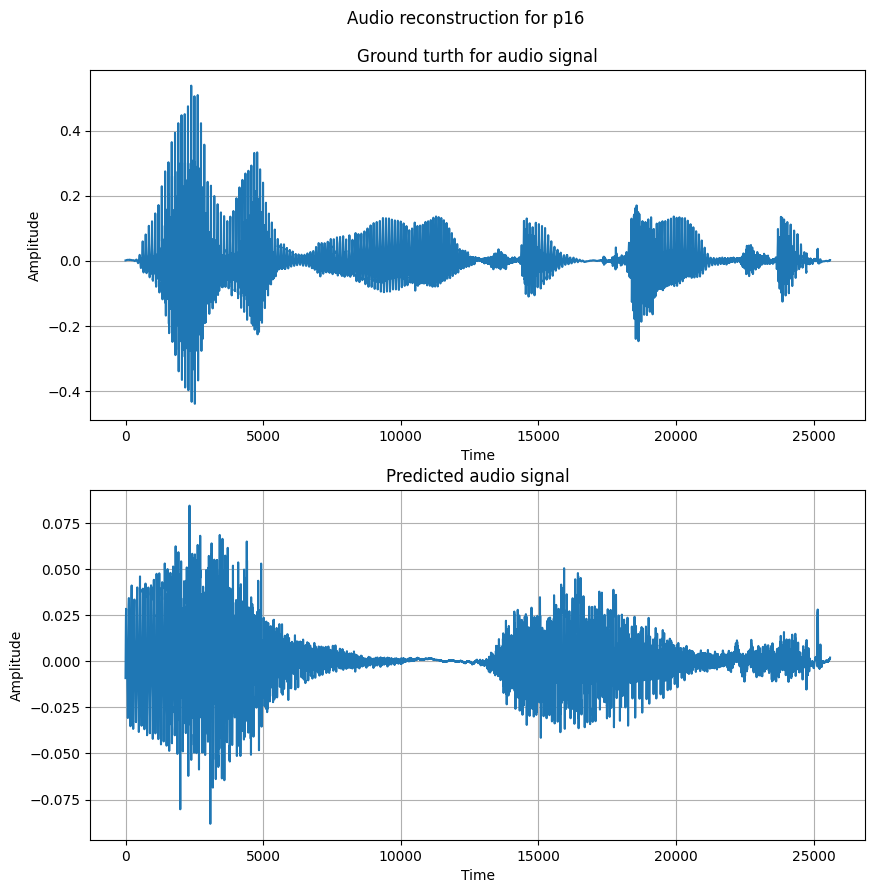 Audio reconstruction for p16
Ground turth for audio signal
Amplitude
0.4
0.2
0.0
−0.2
−0.4
0 5000 10000 15000 20000 25000
Time
Predicted audio signal
Amplitude
0.075
0.050
0.025
0.000
−0.025
−0.050
−0.075
0 5000 10000 15000 20000 25000
Time